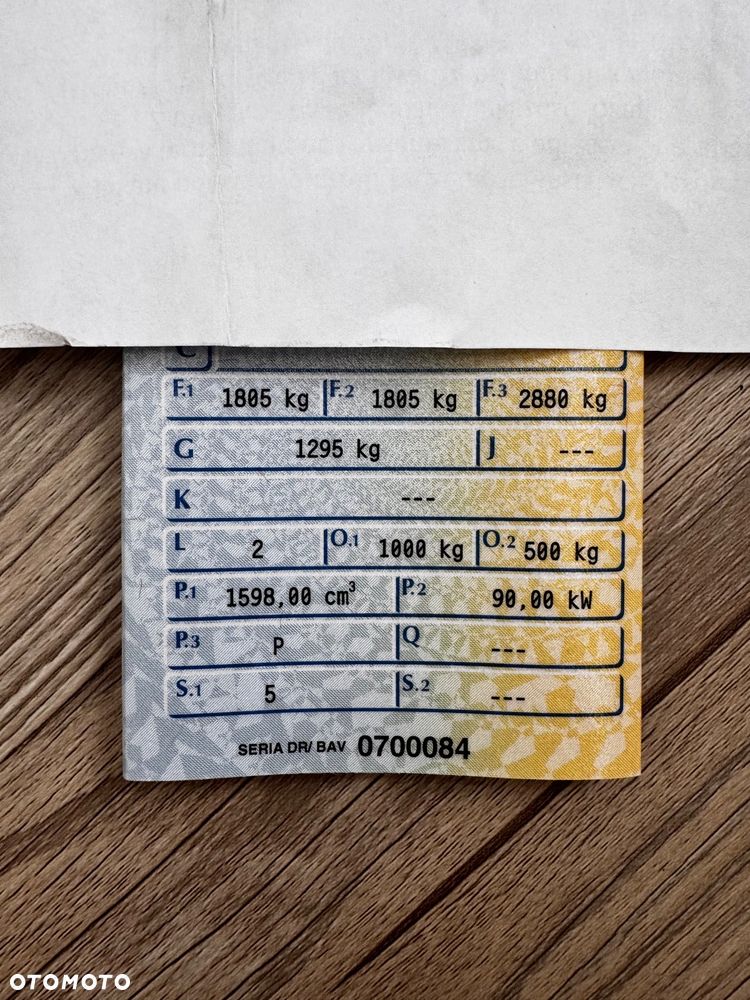 C
F.1 1805 kg F.2 1805 kg F.3 2880 kg
G 1295 kg J ---
K ---
L 2 O.1 1000 kg O.2 500 kg
P.1 1598,00 cm³ P.2 90,00 kW
P.3 P Q ---
S.1 5 S.2 ---
SERIA DR/ BAV 0700084
OTOMOTO